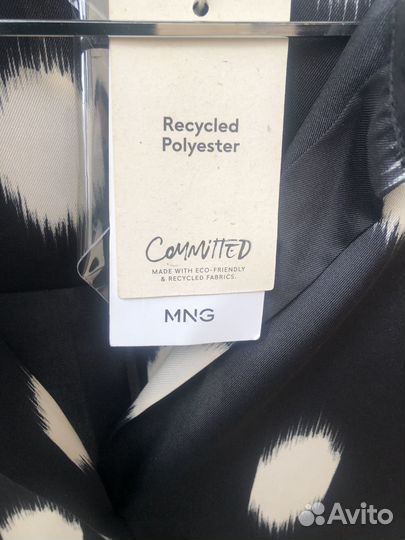 Recycled
Polyester
COMMITTED
MADE WITH ECO-FRIENDLY
& RECYCLED FABRICS.
MNG
Avito